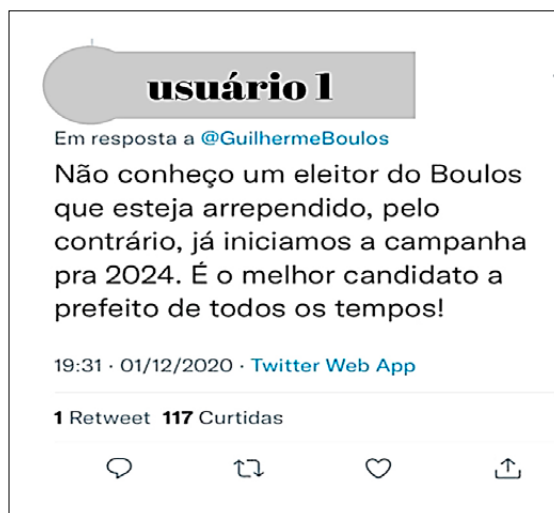 usuário 1
Em resposta a @GuilhermeBoulos
Não conheço um eleitor do Boulos
que esteja arrependido, pelo
contrário, já iniciamos a campanha
pra 2024. É o melhor candidato a
prefeito de todos os tempos!
19:31 · 01/12/2020 · Twitter Web App
1 Retweet 117 Curtidas